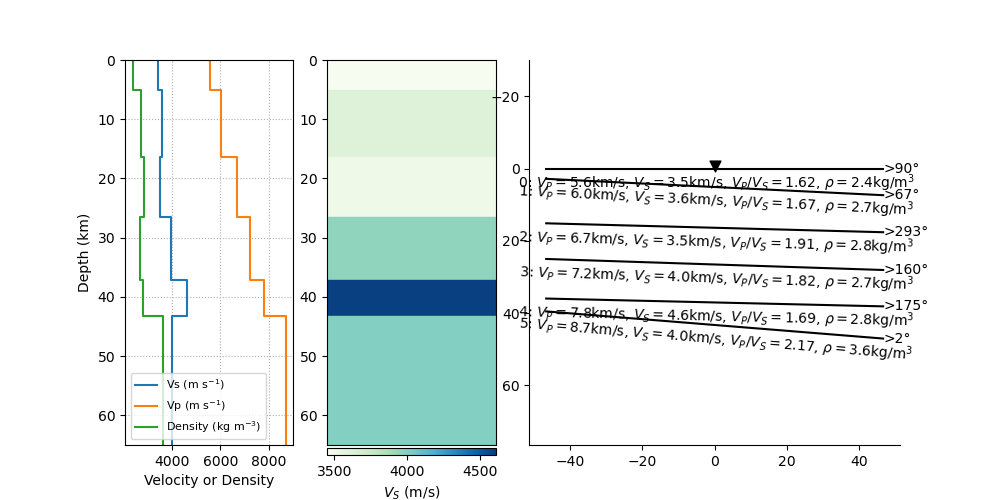 0
10
20
30
40
50
60
Depth (km)
Vs (m s⁻¹)
Vp (m s⁻¹)
Density (kg m⁻³)
4000 6000 8000
Velocity or Density
0
10
20
30
40
50
60
3500 4000 4500
V_S (m/s)
−20
0
20
40
60
>90°
0: V_P = 5.6km/s, V_S = 3.5km/s, V_P/V_S = 1.62, ρ = 2.4kg/m³
>67°
1: V_P = 6.0km/s, V_S = 3.6km/s, V_P/V_S = 1.67, ρ = 2.7kg/m³
>293°
2: V_P = 6.7km/s, V_S = 3.5km/s, V_P/V_S = 1.91, ρ = 2.8kg/m³
>160°
3: V_P = 7.2km/s, V_S = 4.0km/s, V_P/V_S = 1.82, ρ = 2.7kg/m³
>175°
4: V_P = 7.8km/s, V_S = 4.6km/s, V_P/V_S = 1.69, ρ = 2.8kg/m³
>2°
5: V_P = 8.7km/s, V_S = 4.0km/s, V_P/V_S = 2.17, ρ = 3.6kg/m³
−40 −20 0 20 40